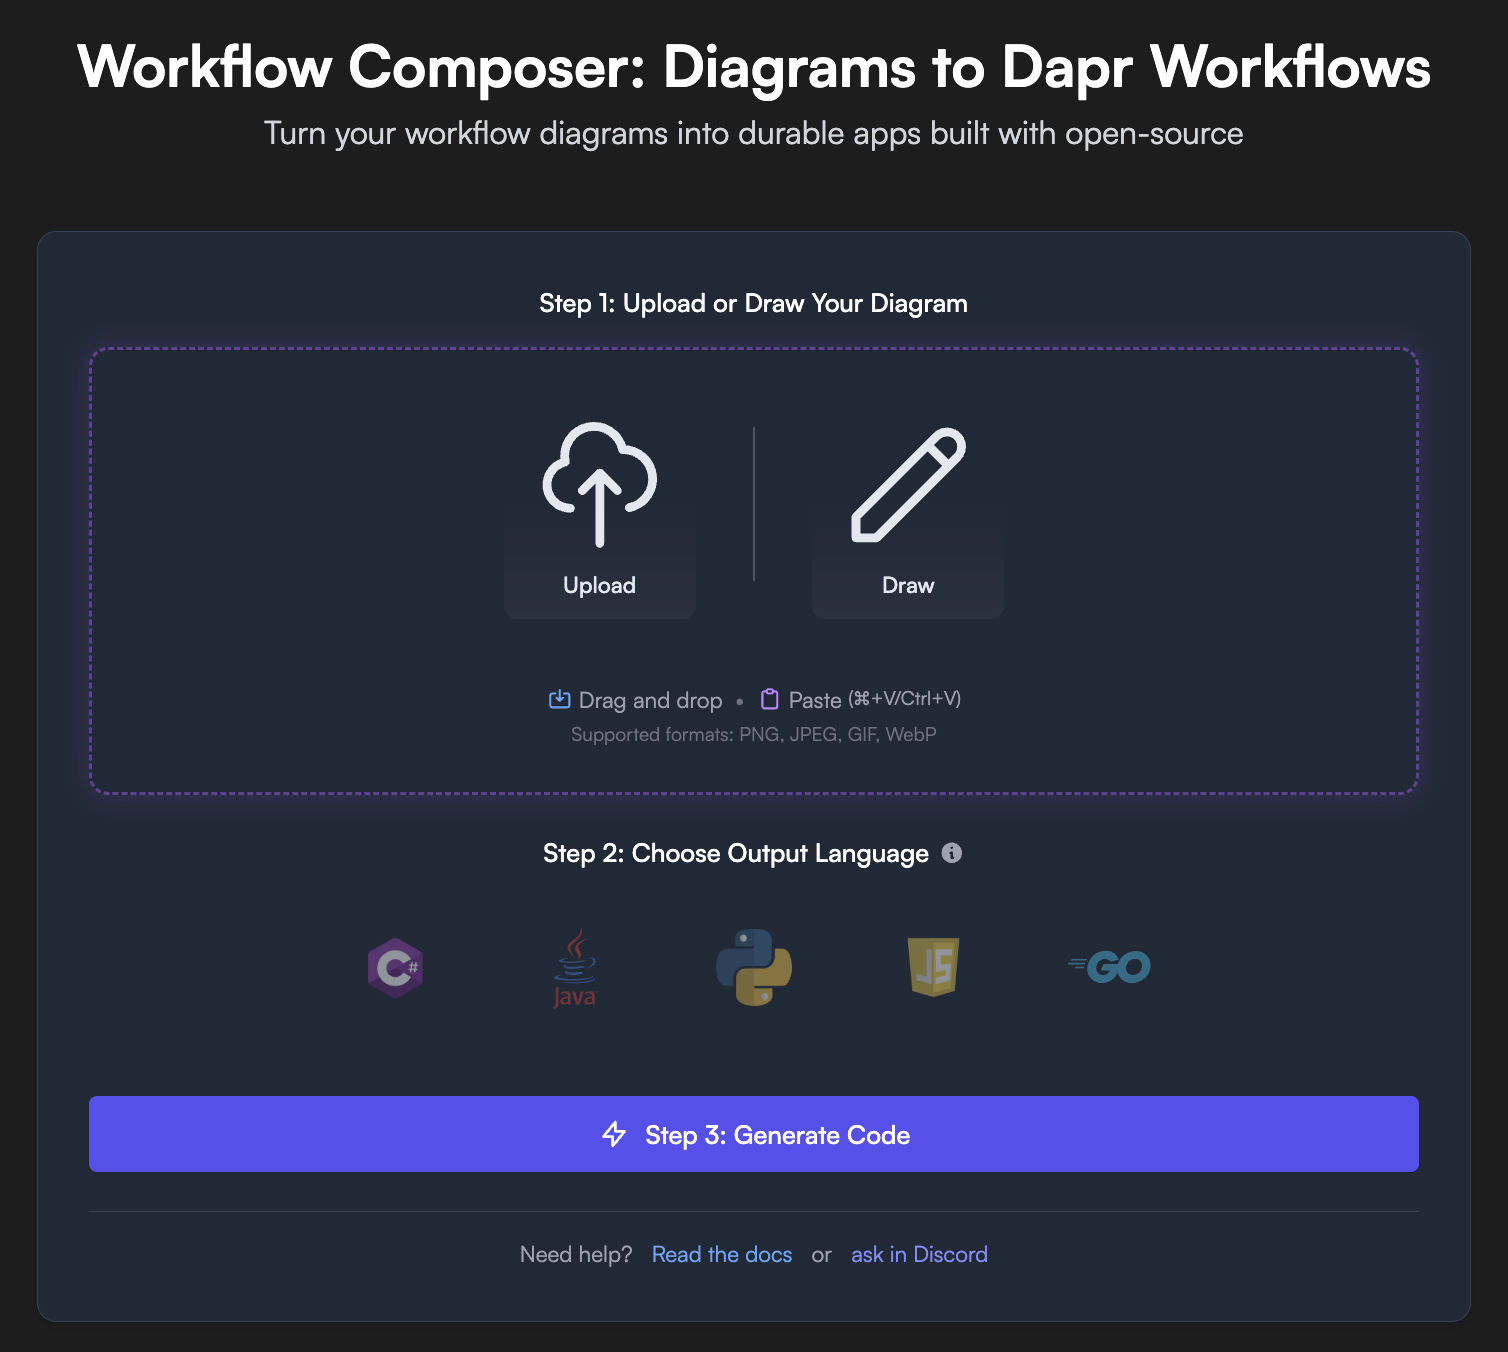 Workflow Composer: Diagrams to Dapr Workflows
Turn your workflow diagrams into durable apps built with open-source
Step 1: Upload or Draw Your Diagram
Upload
Draw
Drag and drop • Paste (⌘+V/Ctrl+V)
Supported formats: PNG, JPEG, GIF, WebP
Step 2: Choose Output Language
C#
Java
JS
GO
Step 3: Generate Code
Need help? Read the docs or ask in Discord